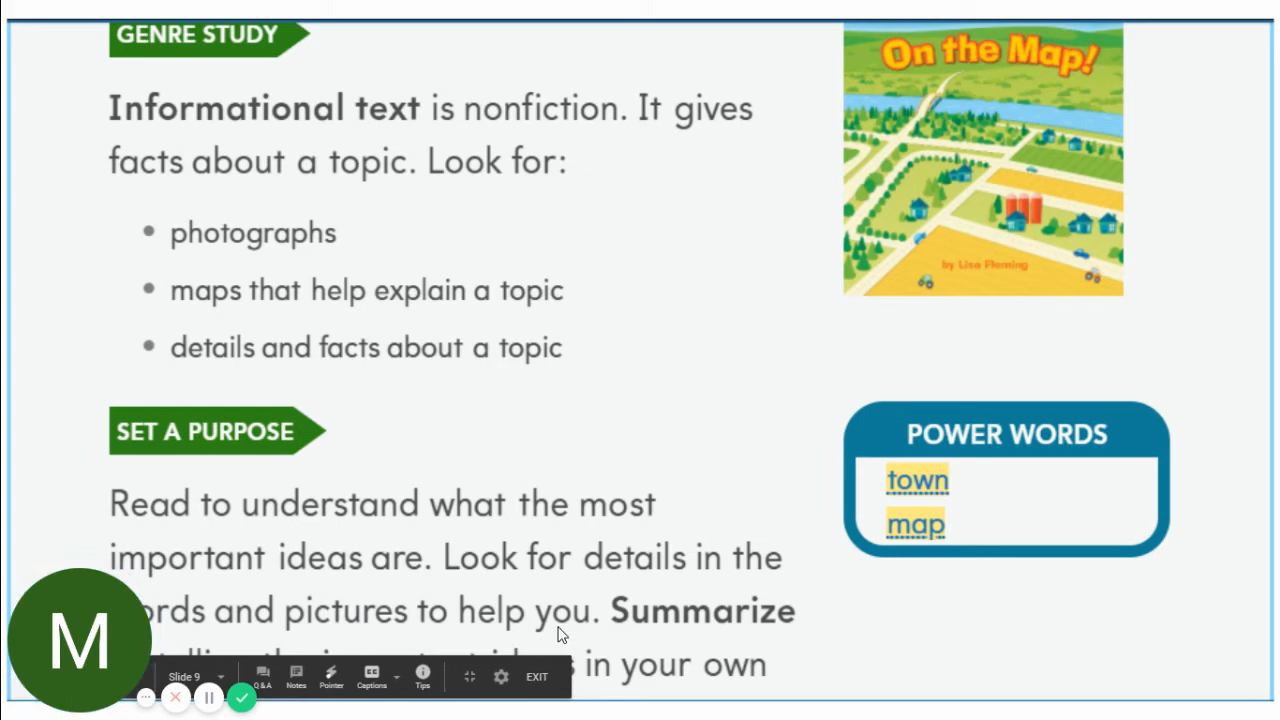 GENRE STUDY
Informational text is nonfiction. It gives
facts about a topic. Look for:
• photographs
• maps that help explain a topic
• details and facts about a topic
On the Map!
by Lisa Fleming
SET A PURPOSE
Read to understand what the most
important ideas are. Look for details in the
and pictures to help you. Summarize
in your own
POWER WORDS
town
map
M
Slide 9
Q & A
Notes
Pointer
Captions
Tips
EXIT